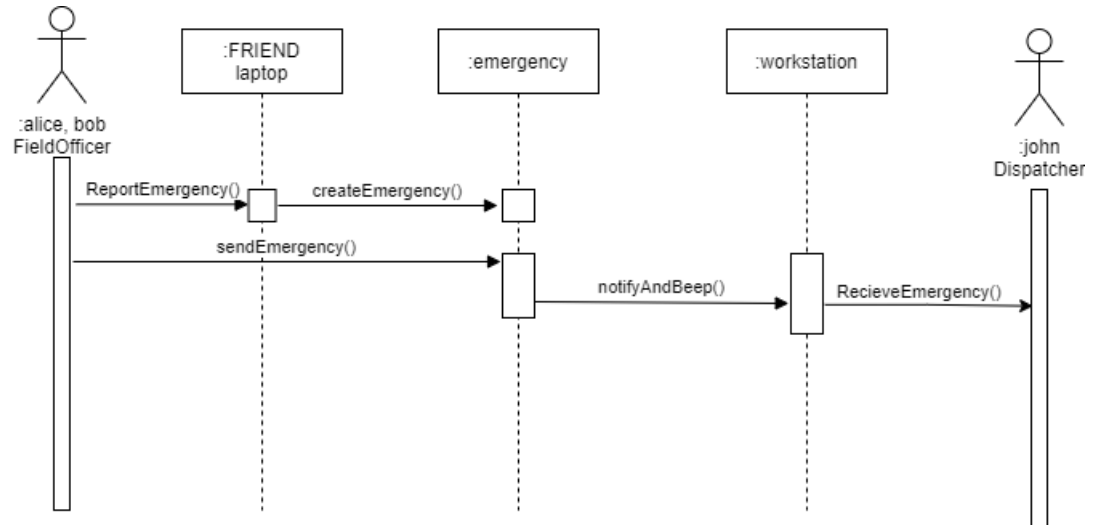 :FRIEND
laptop
:emergency
:workstation
:alice, bob
FieldOfficer
:john
Dispatcher
ReportEmergency()
createEmergency()
sendEmergency()
notifyAndBeep()
RecieveEmergency()